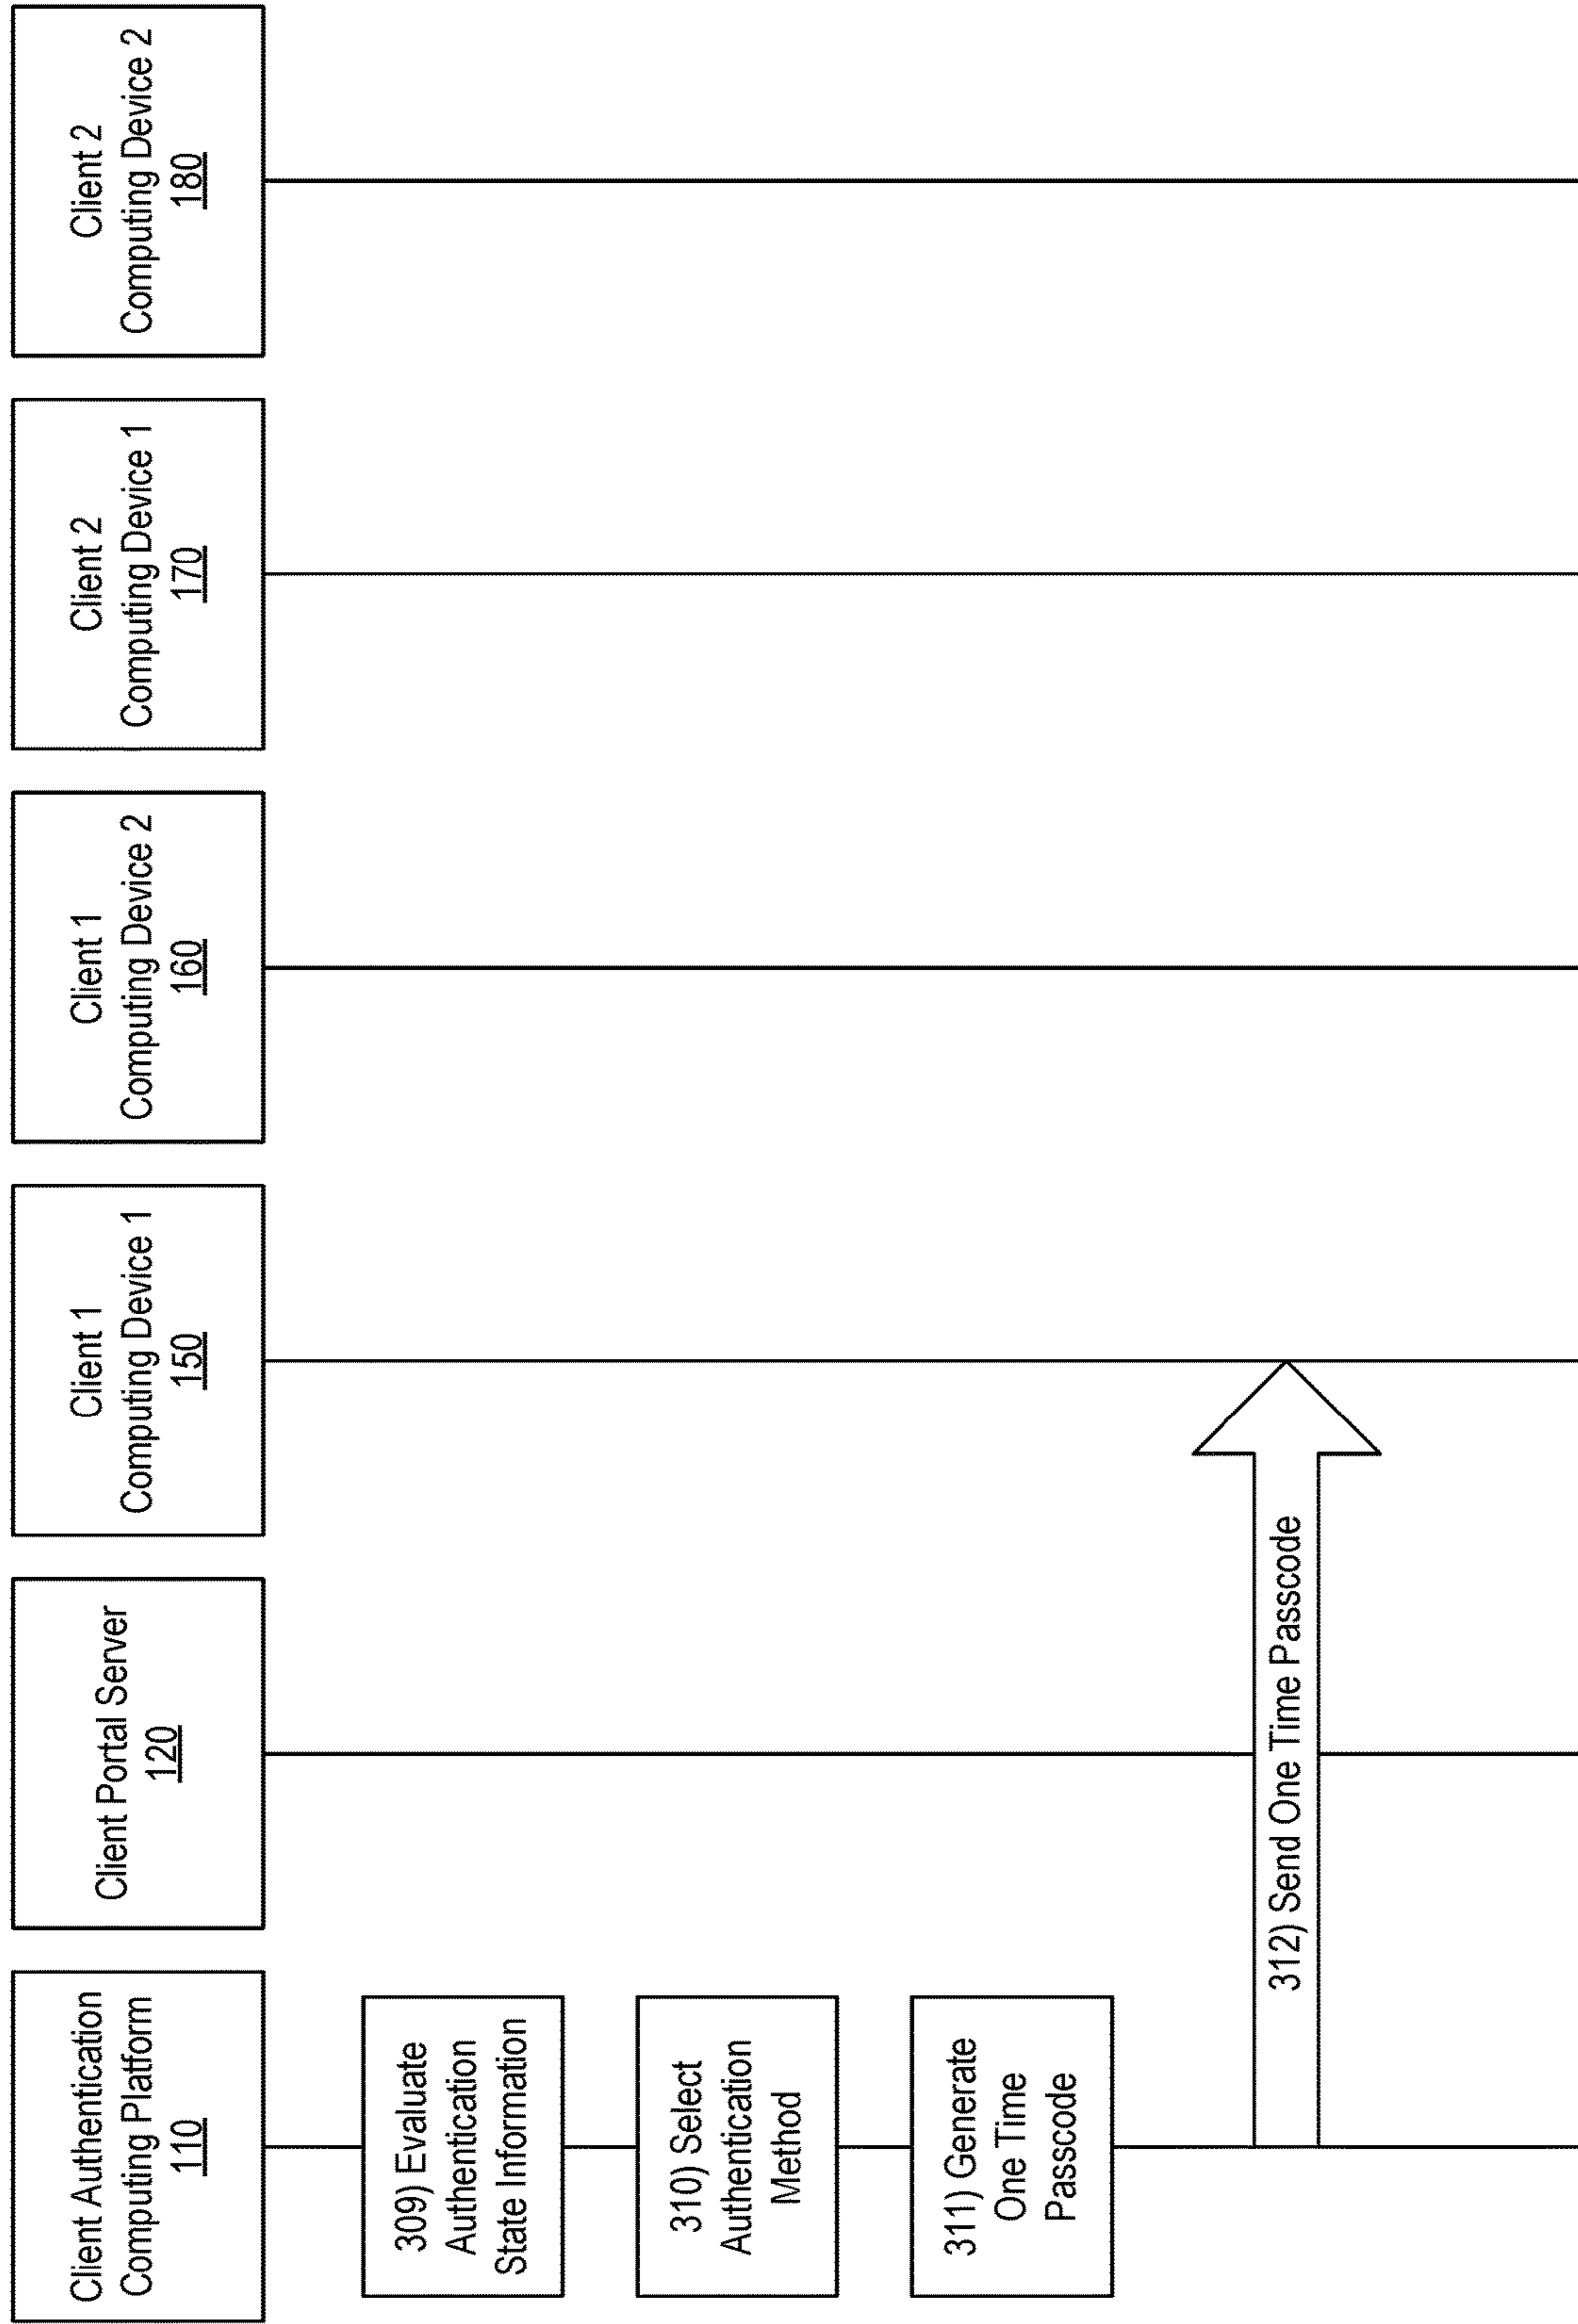 Client Authentication
Computing Platform
110
Client Portal Server
120
Client 1
Computing Device 1
150
Client 1
Computing Device 2
160
Client 2
Computing Device 1
170
Client 2
Computing Device 2
180
309) Evaluate
Authentication
State Information
310) Select
Authentication
Method
311) Generate
One Time
Passcode
312) Send One Time Passcode